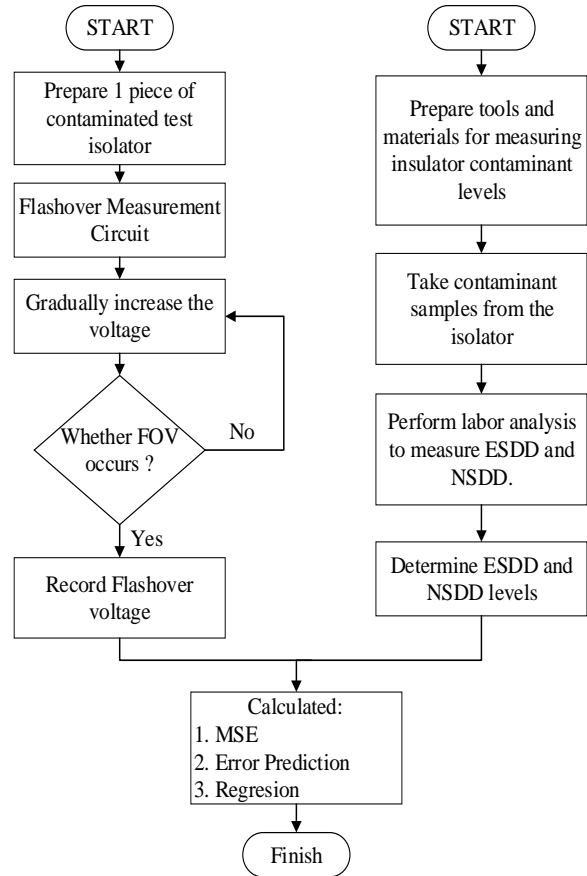 START
Prepare 1 piece of
contaminated test
isolator
Flashover Measurement
Circuit
Gradually increase the
voltage
Whether FOV
occurs ?
No
Yes
Record Flashover
voltage
START
Prepare tools and
materials for measuring
insulator contaminant
levels
Take contaminant
samples from the
isolator
Perform labor analysis
to measure ESDD and
NSDD.
Determine ESDD and
NSDD levels
Calculated:
1. MSE
2. Error Prediction
3. Regresion
Finish